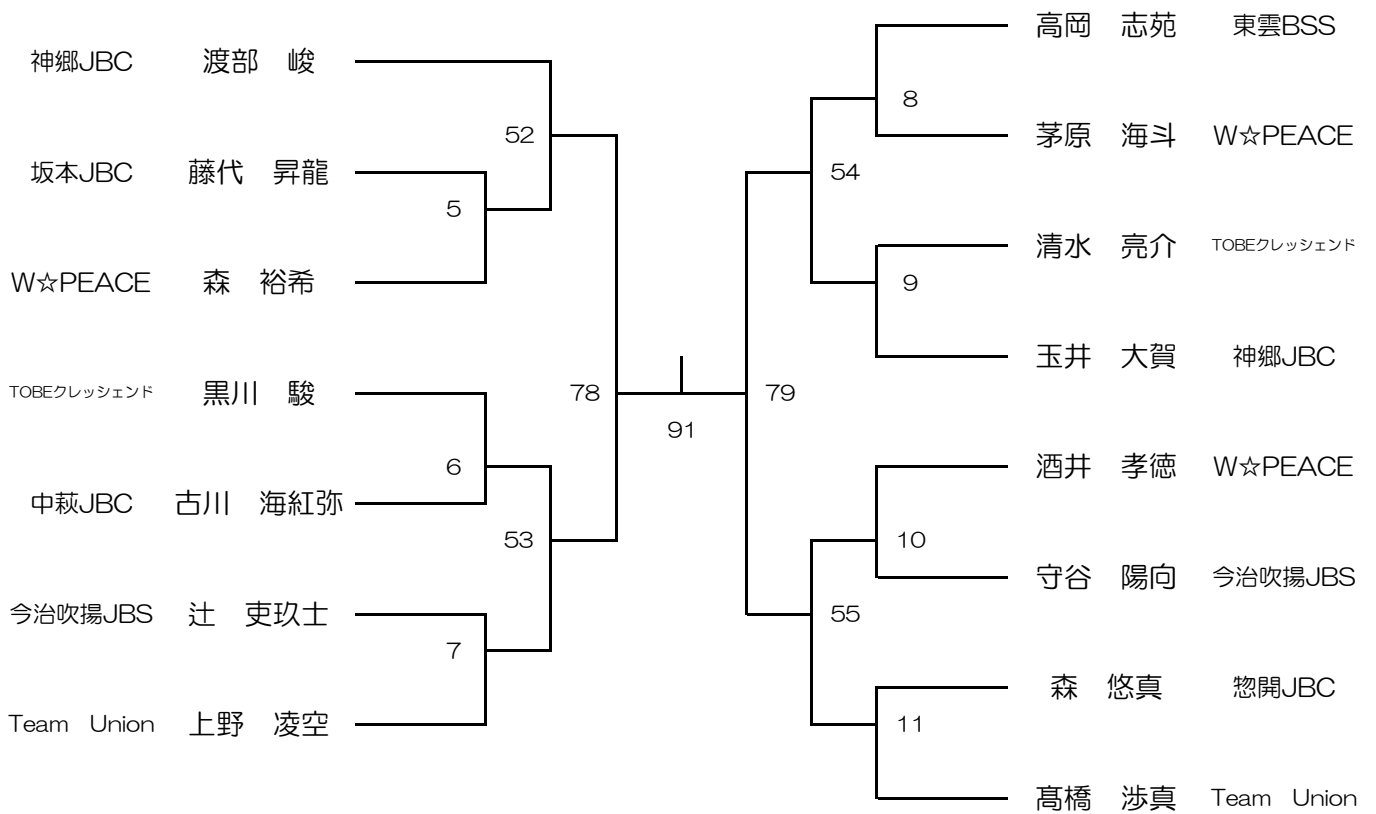 神郷JBC 渡部　峻
52
坂本JBC 藤代　昇龍
5
W☆PEACE 森　裕希
TOBEクレッシェンド 黒川　駿
78
6
中萩JBC 古川　海紅弥
53
今治吹揚JBS 辻　吏玖士
7
Team　Union 上野　凌空
91
高岡　志苑 東雲BSS
8
茅原　海斗 W☆PEACE
54
清水　亮介 TOBEクレッシェンド
9
玉井　大賀 神郷JBC
79
酒井　孝徳 W☆PEACE
10
守谷　陽向 今治吹揚JBS
55
森　悠真 惣開JBC
11
髙橋　渉真 Team　Union